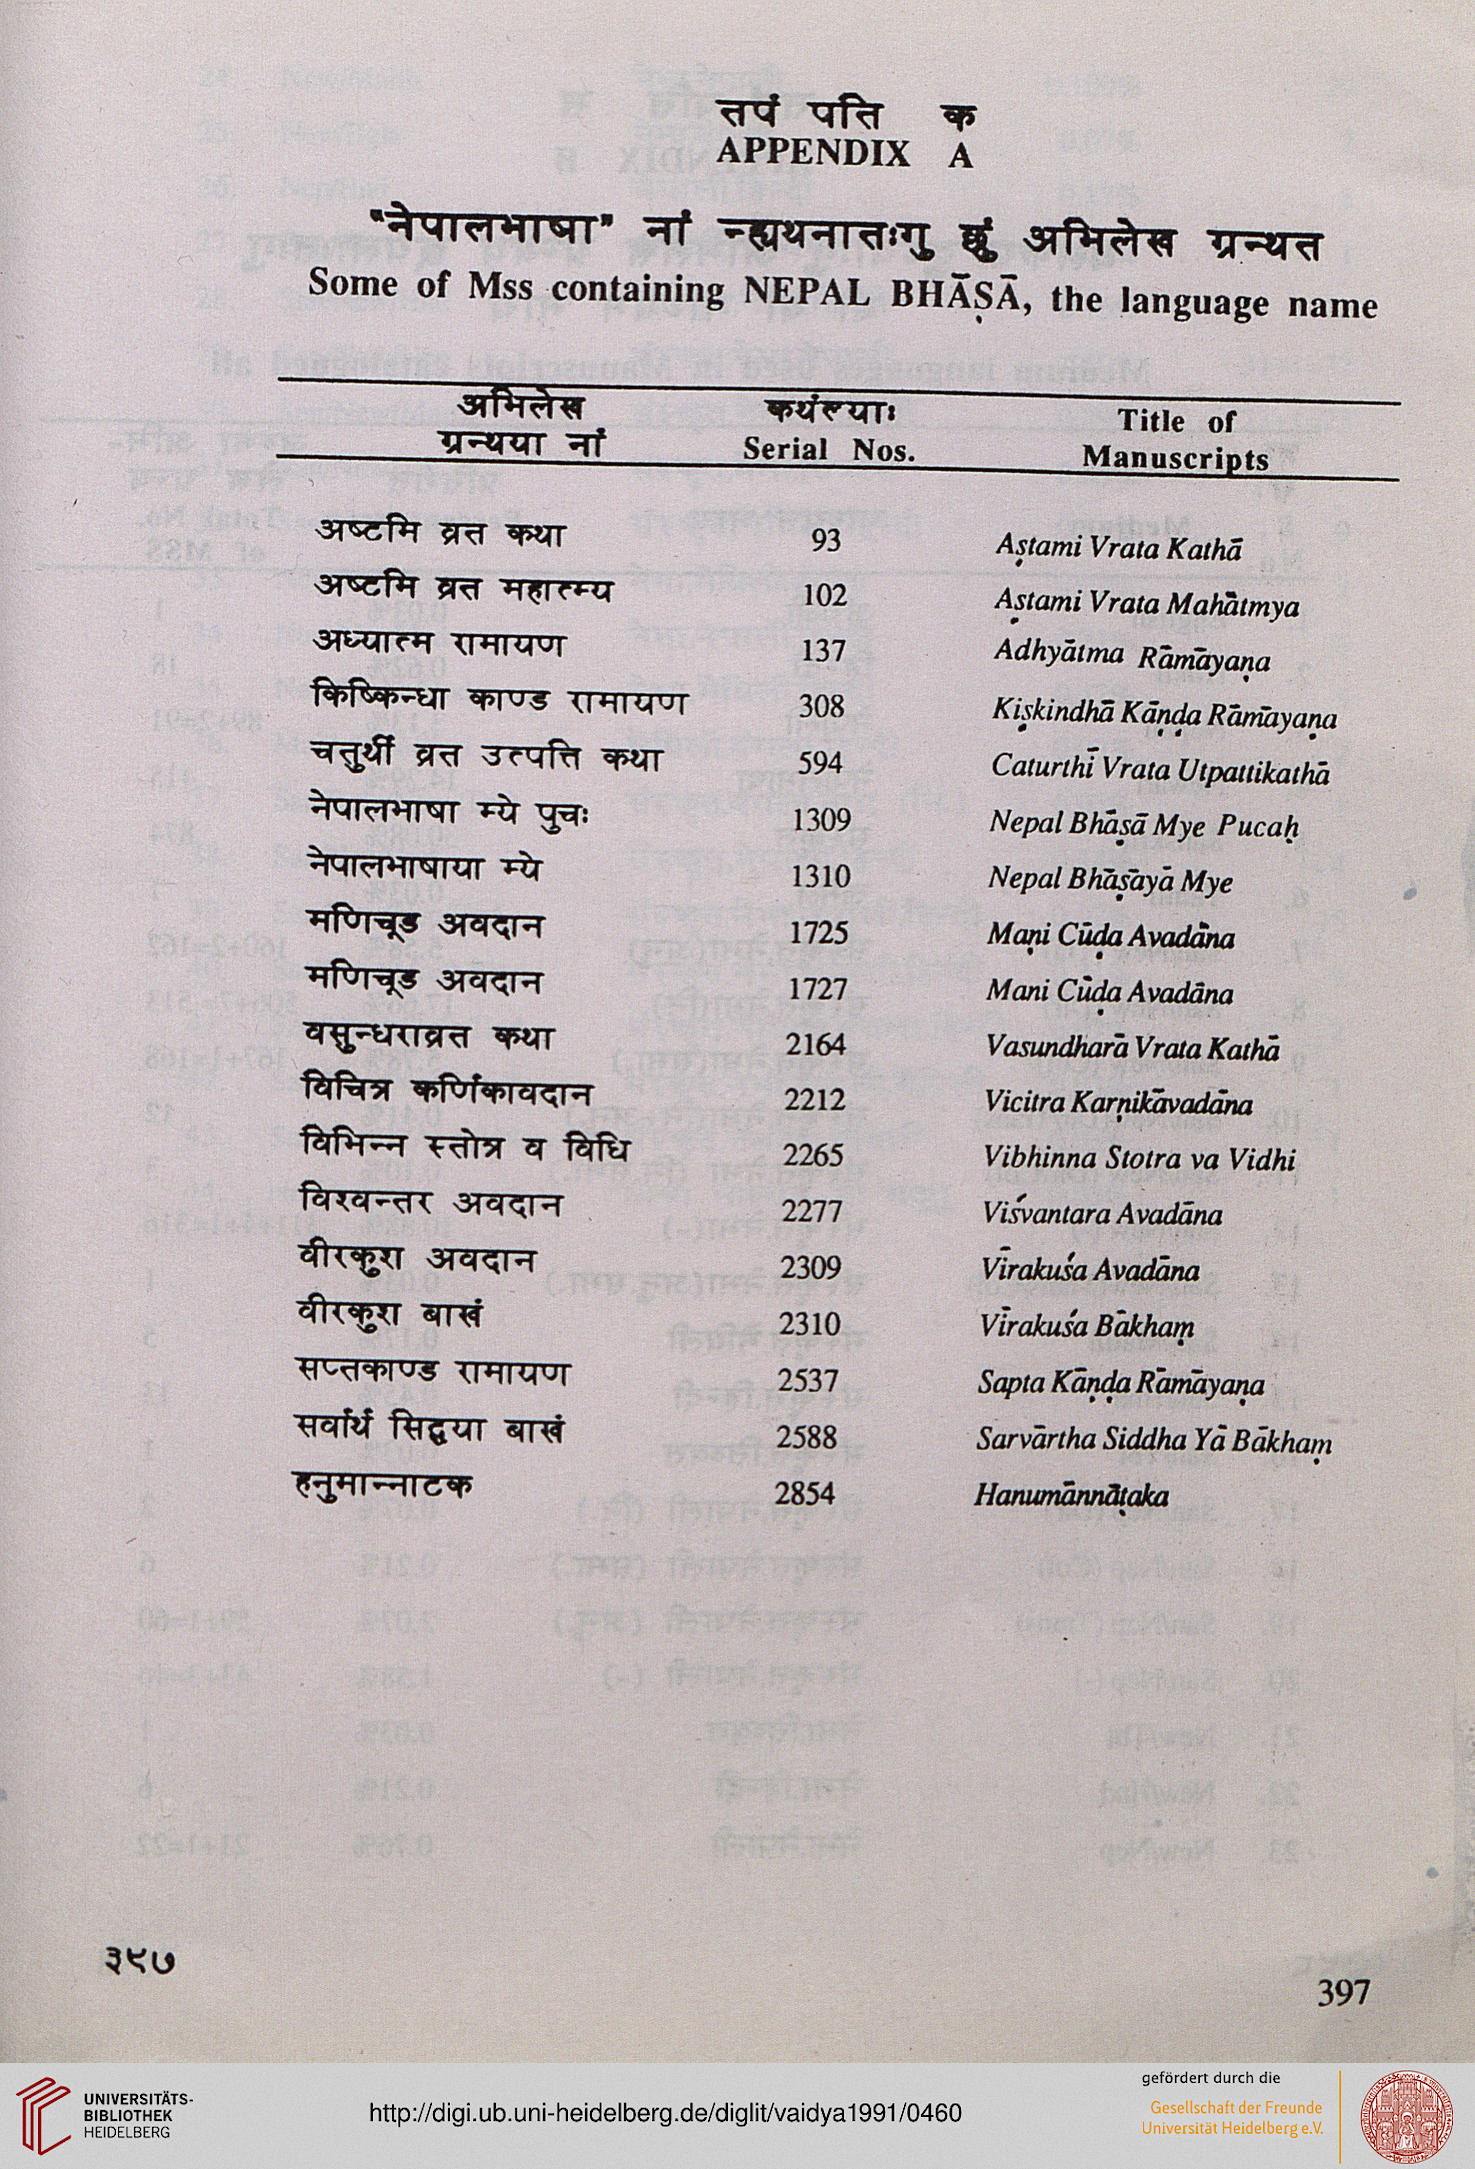 तपं पति क
APPENDIX A
"नेपालभाषा" नां न्ह्यथनातःगु छुं अभिलेख ग्रन्थत
Some of Mss containing NEPAL BHĀṢĀ, the language name
अभिलेख ग्रन्थया नां कथंल्याः Serial Nos. Title of Manuscripts
अष्टमि व्रत कथा 93 Aṣtami Vrata Kathā
अष्टमि व्रत महात्म्य 102 Aṣtami Vrata Mahātmya
अध्यात्म रामायण 137 Adhyātma Rāmāyaṇa
किष्किन्धा काण्ड रामायण 308 Kiṣkindhā Kāṇḍa Rāmāyaṇa
चतुर्थी व्रत उत्पत्ति कथा 594 Caturthī Vrata Utpattikathā
नेपालभाषा म्ये पुचः 1309 Nepal Bhāṣā Mye Pucaḥ
नेपालभाषाया म्ये 1310 Nepal Bhāṣāyā Mye
मणिचूड अवदान 1725 Maṇi Cūḍa Avadāna
मणिचूड अवदान 1727 Mani Cūḍa Avadāna
वसुन्धराव्रत कथा 2164 Vasundharā Vrata Kathā
विचित्र कर्णिकावदान 2212 Vicitra Karṇikāvadāna
विभिन्न स्तोत्र व विधि 2265 Vibhinna Stotra va Vidhi
विश्वन्तर अवदान 2277 Viśvantara Avadāna
वीरकुश अवदान 2309 Vīrakuśa Avadāna
वीरकुश बाखं 2310 Vīrakuśa Bākhaṃ
सप्तकाण्ड रामायण 2537 Sapta Kāṇḍa Rāmāyaṇa
सर्वार्थ सिद्धया बाखं 2588 Sarvārtha Siddha Yā Bākhaṃ
हनुमान्नाटक 2854 Hanumānnāṭaka
३९७
397
UNIVERSITÄTS-
BIBLIOTHEK
HEIDELBERG
http://digi.ub.uni-heidelberg.de/diglit/vaidya1991/0460
gefördert durch die
Gesellschaft der Freunde
Universität Heidelberg e.V.